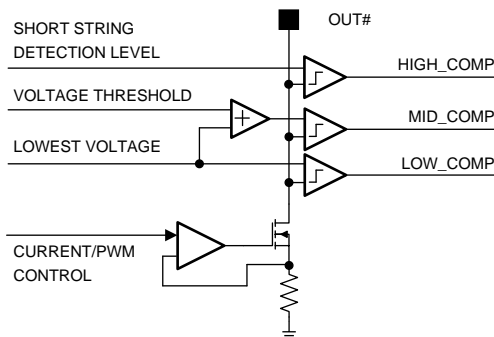 OUT#
SHORT STRING
DETECTION LEVEL
HIGH_COMP
VOLTAGE THRESHOLD
MID_COMP
LOWEST VOLTAGE
LOW_COMP
CURRENT/PWM
CONTROL